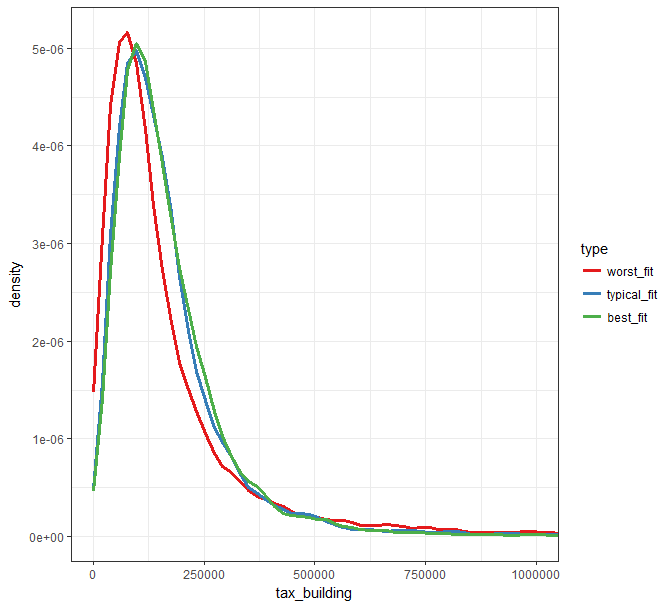 density
5e-06
4e-06
3e-06
2e-06
1e-06
0e+00
0 250000 500000 750000 1000000
tax_building
type
worst_fit
typical_fit
best_fit